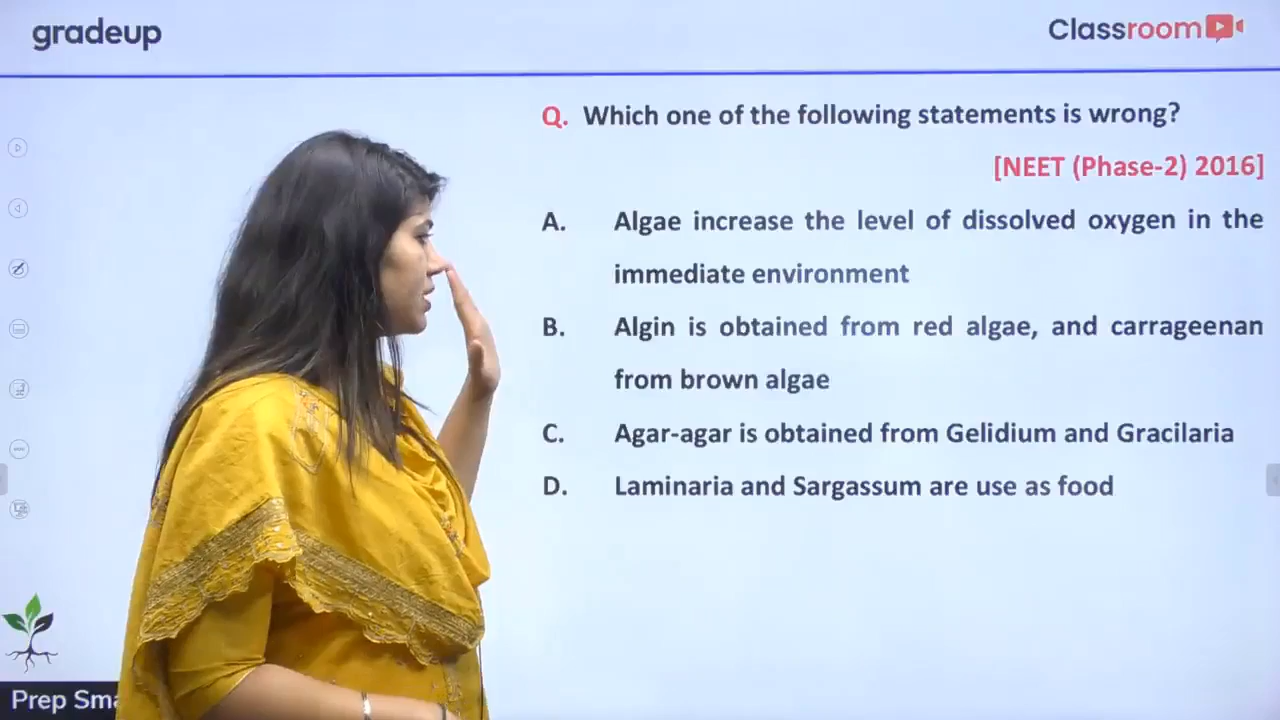 gradeup
Classroom
Q. Which one of the following statements is wrong?
[NEET (Phase-2) 2016]
A. Algae increase the level of dissolved oxygen in the
immediate environment
B. Algin is obtained from red algae, and carrageenan
from brown algae
C. Agar-agar is obtained from Gelidium and Gracilaria
D. Laminaria and Sargassum are use as food
Prep Sma